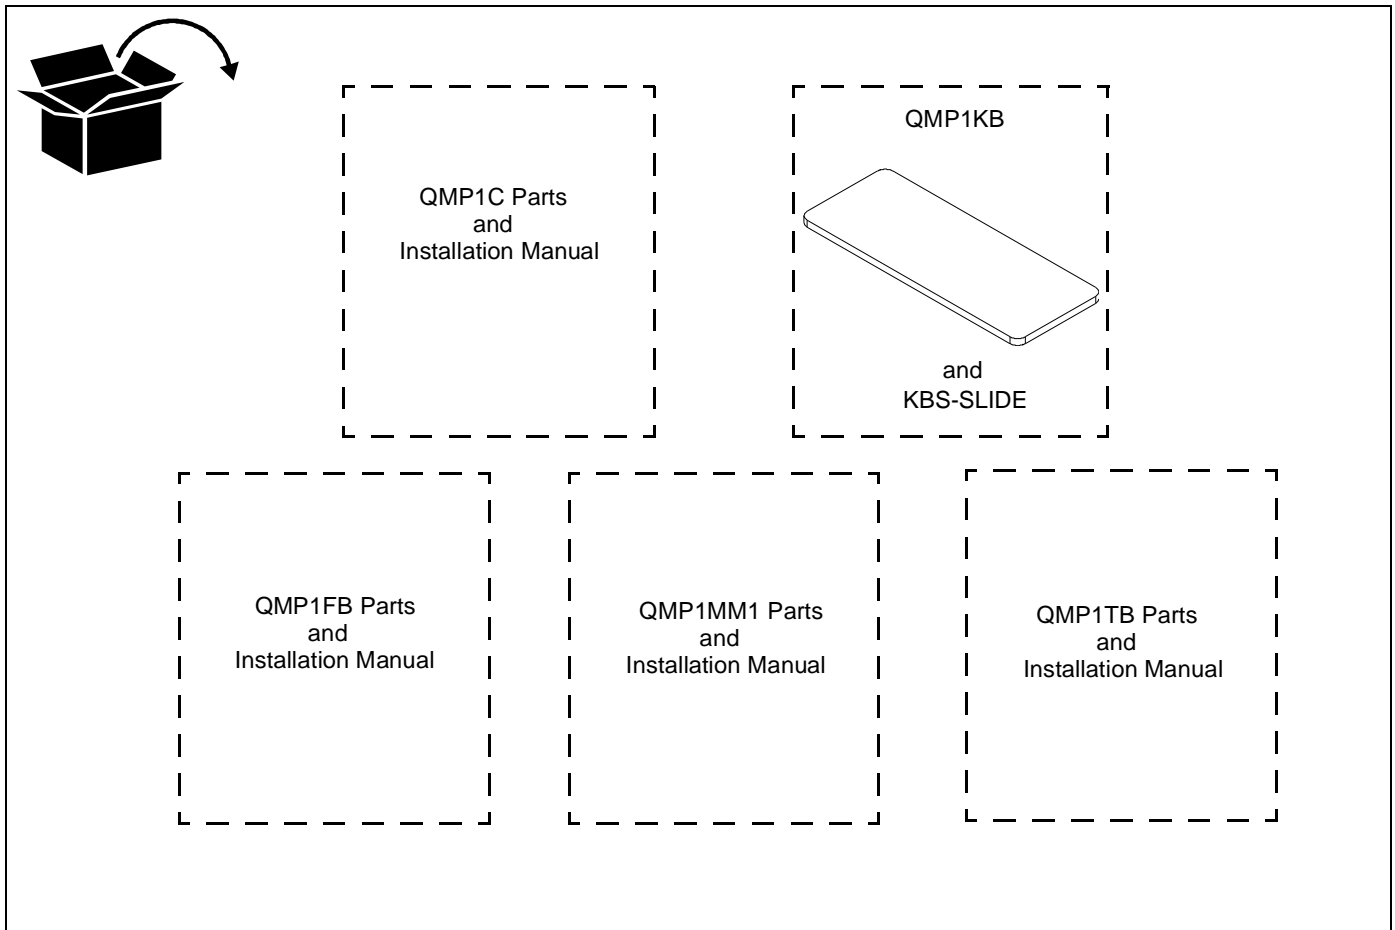 QMP1C Parts
and
Installation Manual
QMP1KB
and
KBS-SLIDE
QMP1FB Parts
and
Installation Manual
QMP1MM1 Parts
and
Installation Manual
QMP1TB Parts
and
Installation Manual